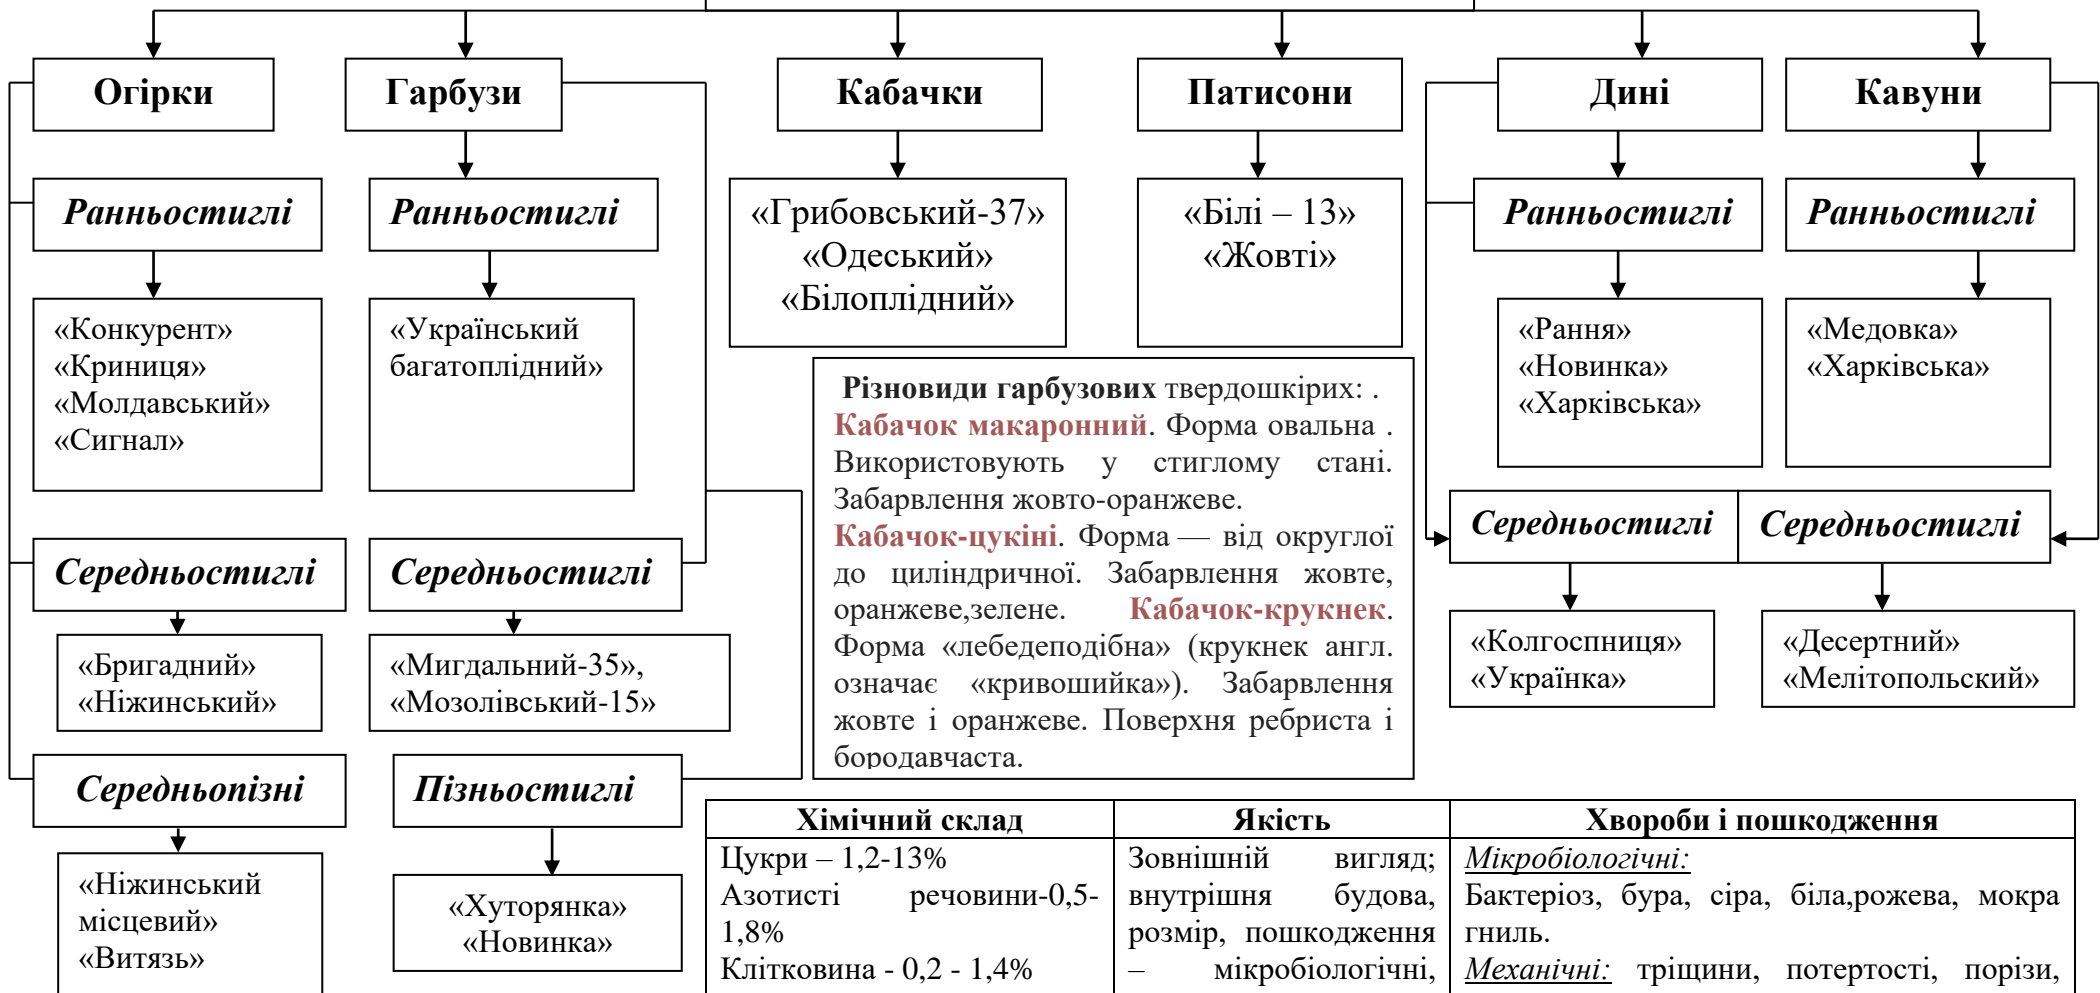 Огірки
Гарбузи
Кабачки
Патисони
Дині
Кавуни
Ранньостиглі
Ранньостиглі
«Грибовський-37»
«Одеський»
«Білоплідний»
«Білі – 13»
«Жовті»
Ранньостиглі
Ранньостиглі
«Конкурент»
«Криниця»
«Молдавський»
«Сигнал»
«Український
багатоплідний»
«Рання»
«Новинка»
«Харківська»
«Медовка»
«Харківська»
Різновиди гарбузових твердошкірих: .
Кабачок макаронний. Форма овальна .
Використовують у стиглому стані.
Забарвлення жовто-оранжеве.
Кабачок-цукіні. Форма — від округлої
до циліндричної. Забарвлення жовте,
оранжеве,зелене. Кабачок-крукнек.
Форма «лебедеподібна» (крукнек англ.
означає «кривошийка»). Забарвлення
жовте і оранжеве. Поверхня ребриста і
бородавчаста.
Середньостиглі
Середньостиглі
Середньостиглі
Середньостиглі
«Бригадний»
«Ніжинський»
«Мигдальний-35»,
«Мозолівський-15»
«Колгоспниця»
«Українка»
«Десертний»
«Мелітопольский»
Середньопізні
Пізньостиглі
«Ніжинський
місцевий»
«Витязь»
«Хуторянка»
«Новинка»
Хімічний склад
Цукри – 1,2-13%
Азотисті речовини-0,5-
1,8%
Клітковина - 0,2 - 1,4%
Якість
Зовнішній вигляд;
внутрішня будова,
розмір, пошкодження
– мікробіологічні,
Хвороби і пошкодження
Мікробіологічні:
Бактеріоз, бура, сіра, біла,рожева, мокра
гниль.
Механічні: тріщини, потертості, порізи,